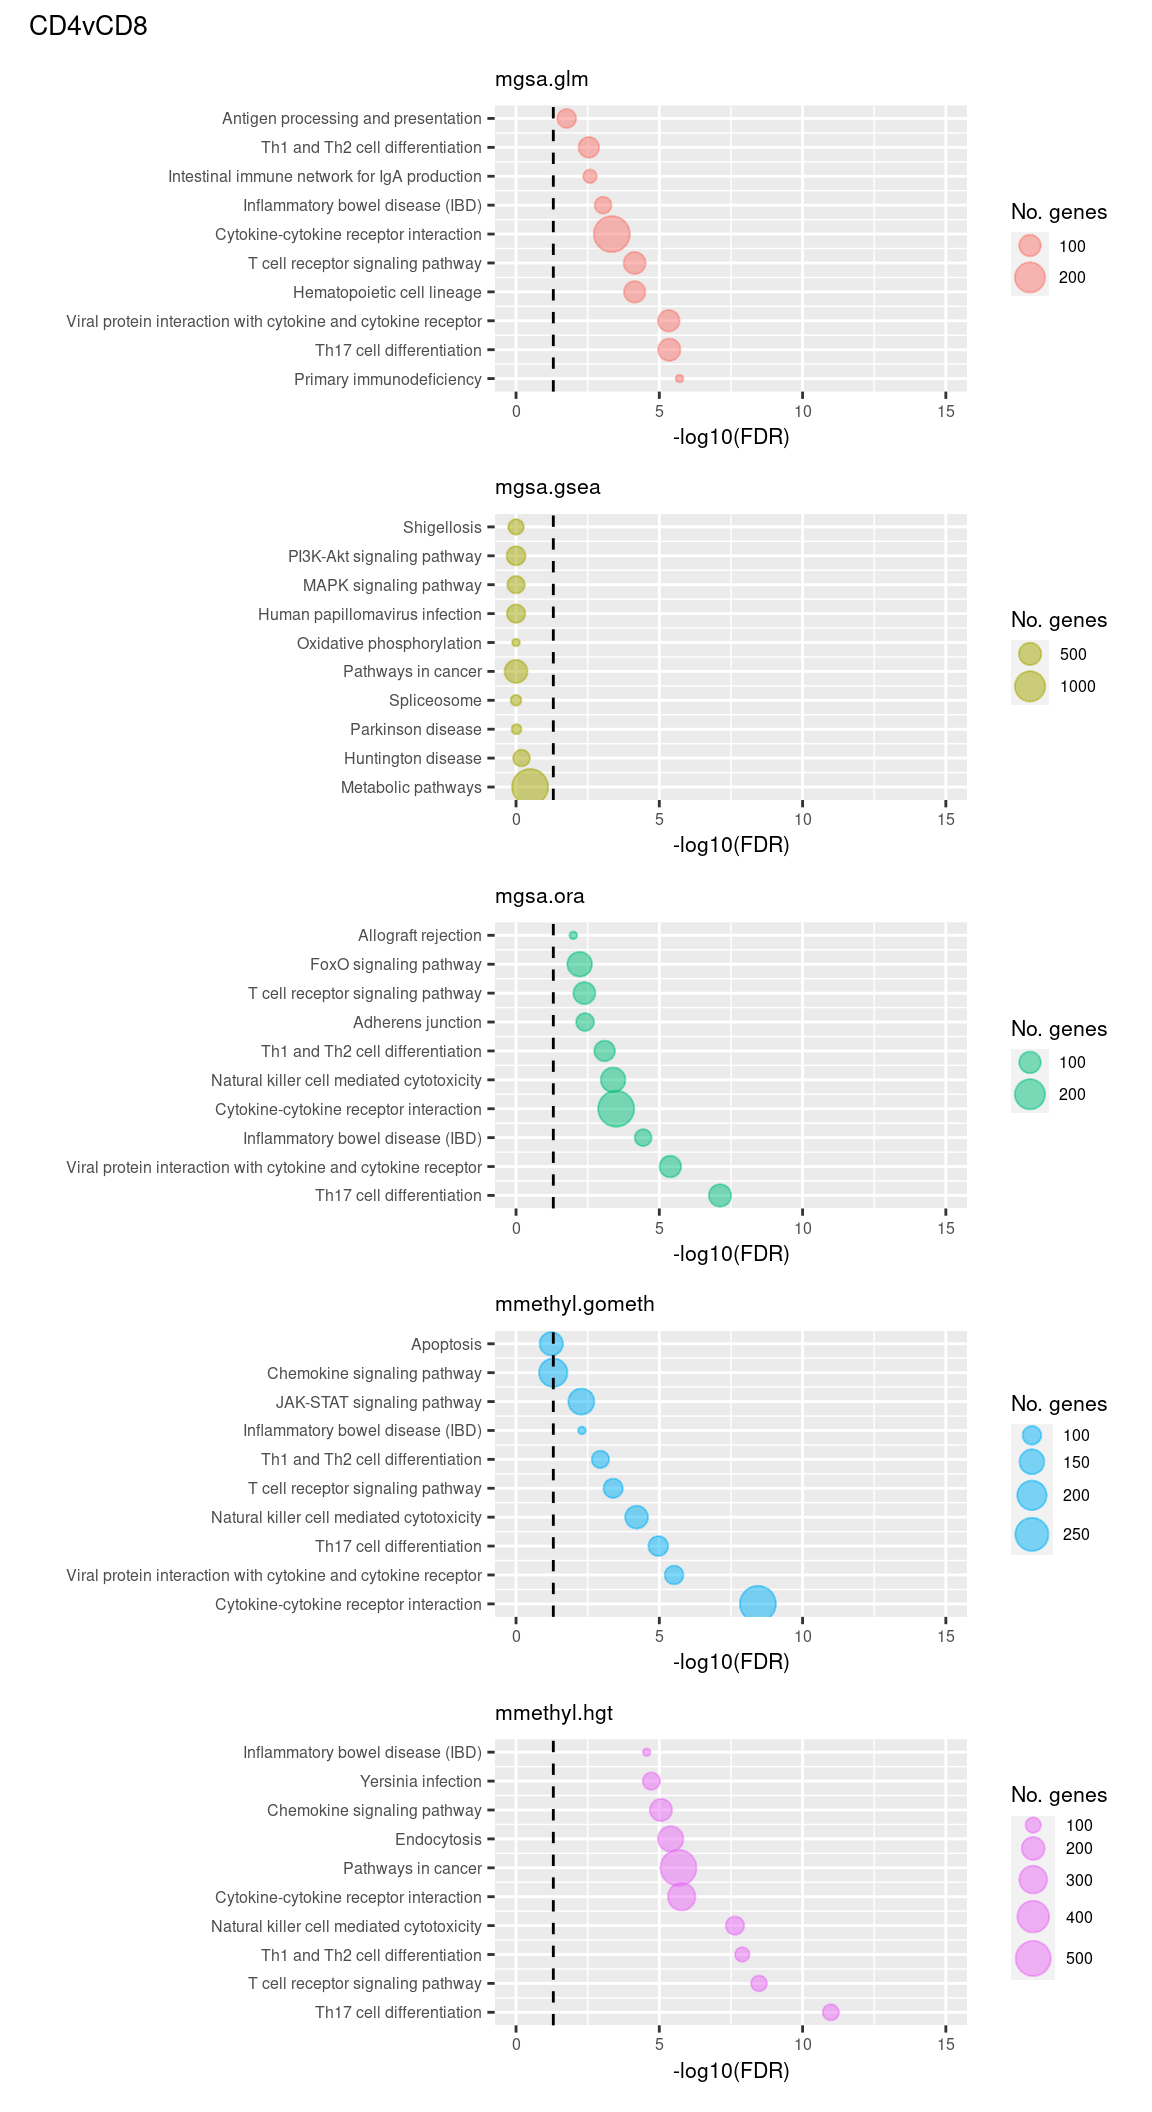 CD4vCD8
mgsa.glm
Antigen processing and presentation
Th1 and Th2 cell differentiation
Intestinal immune network for IgA production
Inflammatory bowel disease (IBD)
Cytokine-cytokine receptor interaction
T cell receptor signaling pathway
Hematopoietic cell lineage
Viral protein interaction with cytokine and cytokine receptor
Th17 cell differentiation
Primary immunodeficiency
0 5 10 15
-log10(FDR)
No. genes
100
200
mgsa.gsea
Shigellosis
PI3K-Akt signaling pathway
MAPK signaling pathway
Human papillomavirus infection
Oxidative phosphorylation
Pathways in cancer
Spliceosome
Parkinson disease
Huntington disease
Metabolic pathways
0 5 10 15
-log10(FDR)
No. genes
500
1000
mgsa.ora
Allograft rejection
FoxO signaling pathway
T cell receptor signaling pathway
Adherens junction
Th1 and Th2 cell differentiation
Natural killer cell mediated cytotoxicity
Cytokine-cytokine receptor interaction
Inflammatory bowel disease (IBD)
Viral protein interaction with cytokine and cytokine receptor
Th17 cell differentiation
0 5 10 15
-log10(FDR)
No. genes
100
200
mmethyl.gometh
Apoptosis
Chemokine signaling pathway
JAK-STAT signaling pathway
Inflammatory bowel disease (IBD)
Th1 and Th2 cell differentiation
T cell receptor signaling pathway
Natural killer cell mediated cytotoxicity
Th17 cell differentiation
Viral protein interaction with cytokine and cytokine receptor
Cytokine-cytokine receptor interaction
0 5 10 15
-log10(FDR)
No. genes
100
150
200
250
mmethyl.hgt
Inflammatory bowel disease (IBD)
Yersinia infection
Chemokine signaling pathway
Endocytosis
Pathways in cancer
Cytokine-cytokine receptor interaction
Natural killer cell mediated cytotoxicity
Th1 and Th2 cell differentiation
T cell receptor signaling pathway
Th17 cell differentiation
0 5 10 15
-log10(FDR)
No. genes
100
200
300
400
500